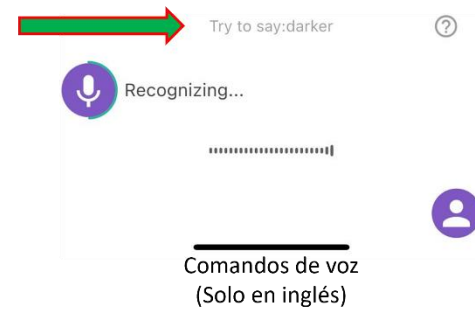 Try to say:darker
Recognizing...
Comandos de voz
(Solo en inglés)